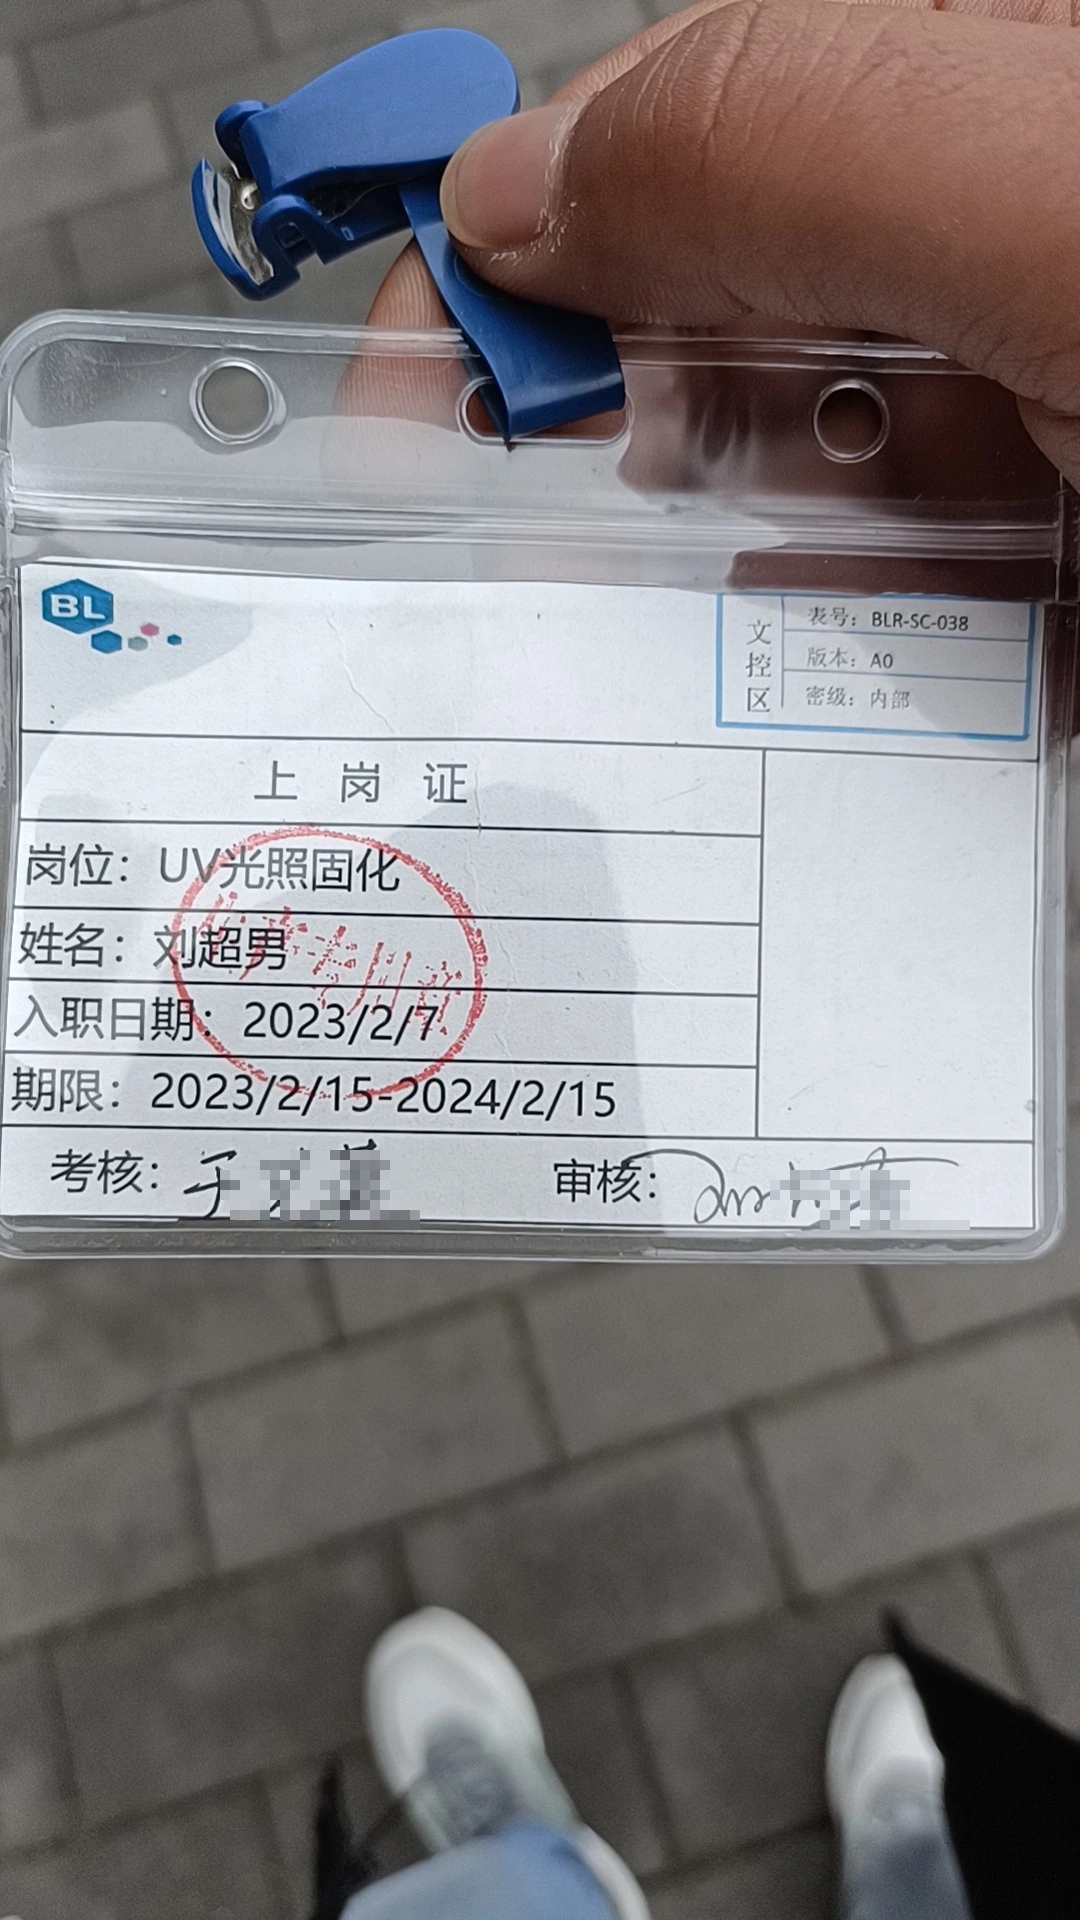 BL
文控区
表号：BLR-SC-038
版本：A0
密级：内部
上岗证
岗位：UV光照固化
姓名：刘超男
入职日期：2023/2/7
期限：2023/2/15-2024/2/15
考核：
审核：